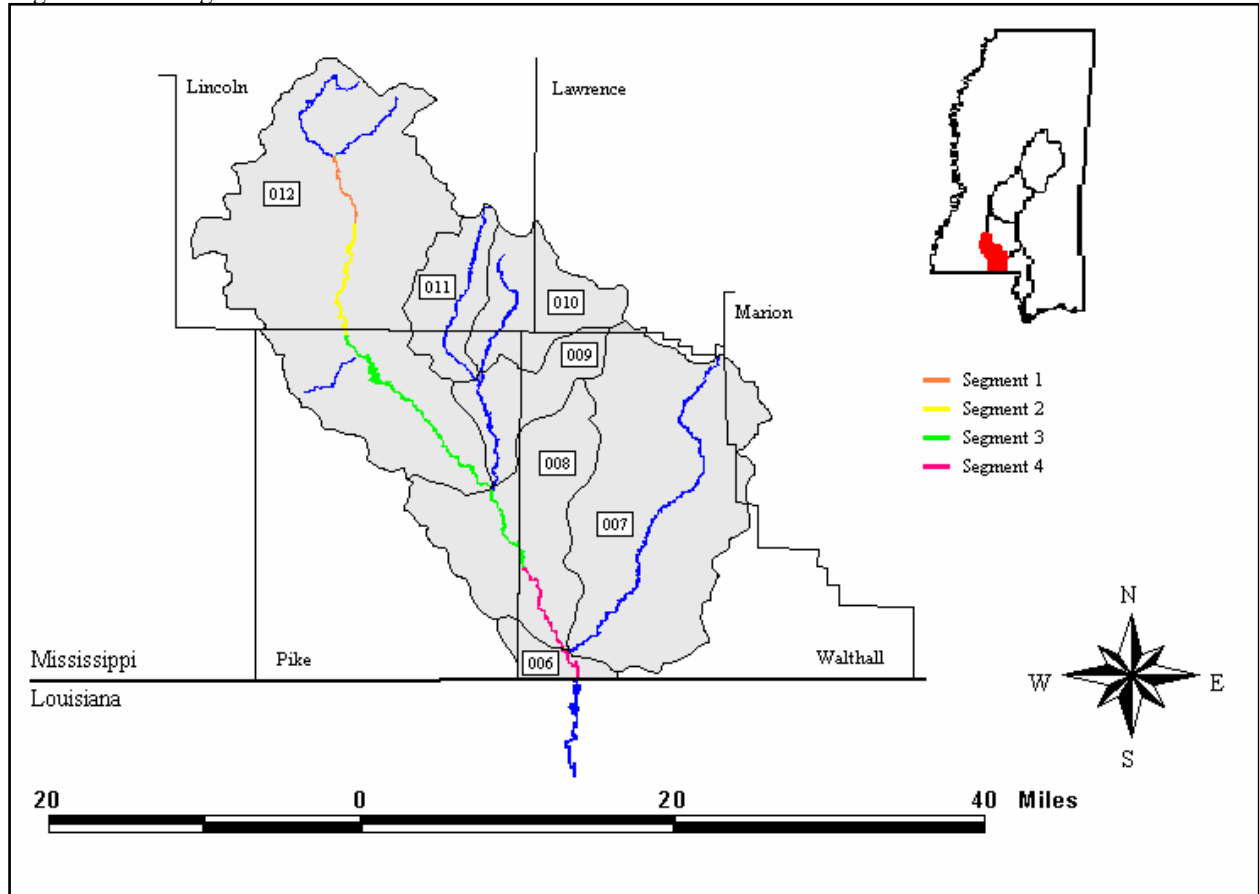 Lincoln
Lawrence
012
011
010
Marion
009
Segment 1
Segment 2
Segment 3
Segment 4
008
007
N
Mississippi
Pike
006
Walthall
W
E
Louisiana
S
20 0 20 40 Miles